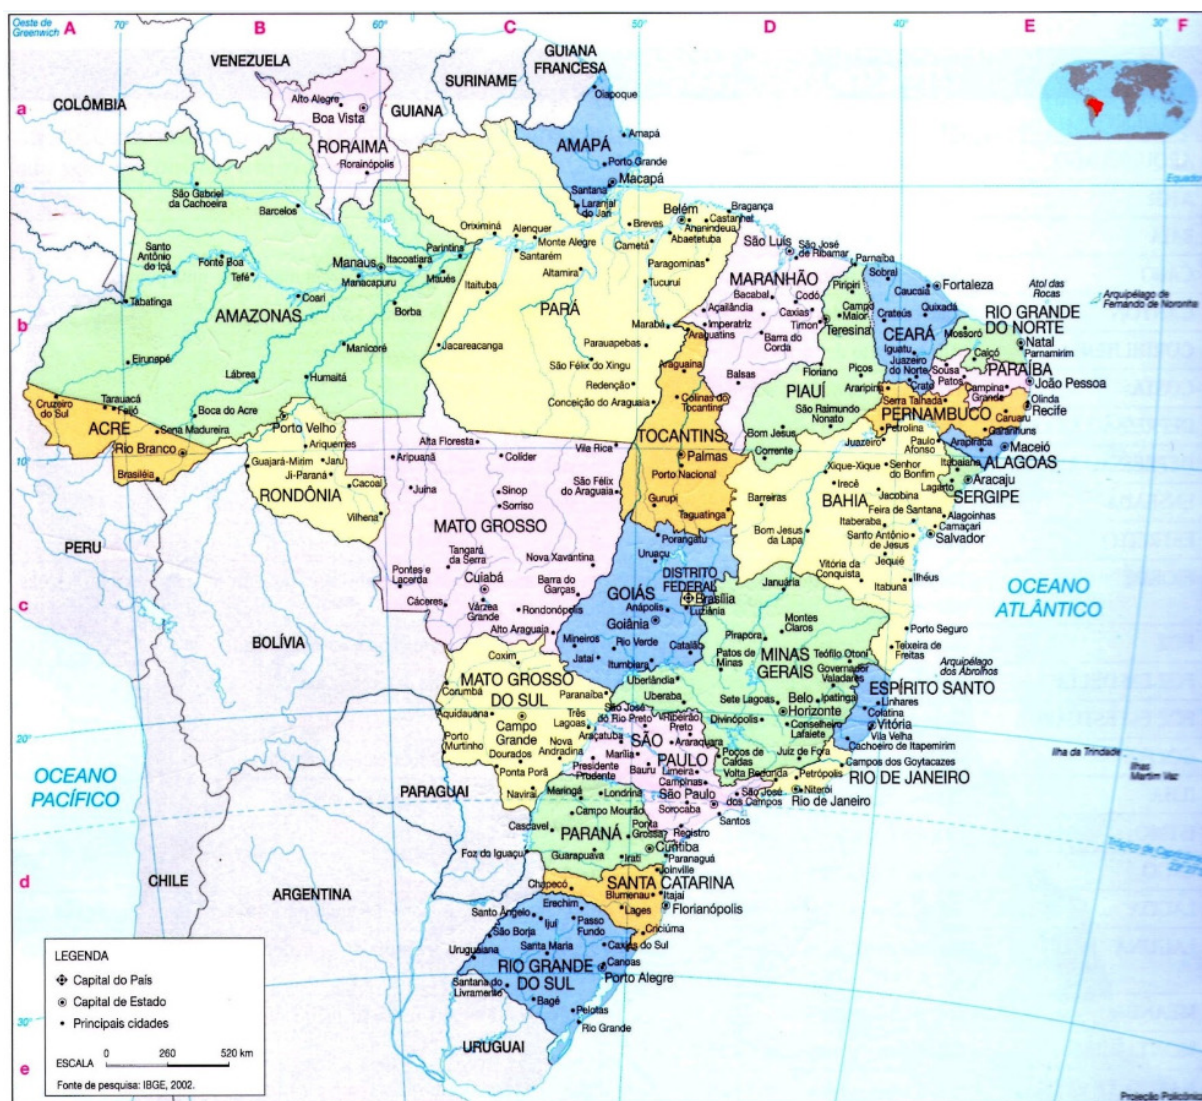 Oeste de
Greenwich
A
70°
B
60°
C
50°
D
40°
E
30°
F
VENEZUELA
GUIANA
FRANCESA
SURINAME
COLÔMBIA
Alto Alegre
Boa Vista
GUIANA
Oiapoque
a
RORAIMA
Rorainópolis
AMAPÁ
Amapá
Porto Grande
Santana
Macapá
Laranjal
do Jari
Equador
0°
São Gabriel
da Cachoeira
Barcelos
Oriximiná
Alenquer
Monte Alegre
Santarém
Breves
Belém
Bragança
Castanhal
Ananindeua
Abaetetuba
Cametá
São Luís
São José
de Ribamar
Parnaíba
Santo
Antônio
do Içá
Fonte Boa
Tefé
Manaus
Itacoatiara
Parintins
Manacapuru
Maués
Altamira
Paragominas
MARANHÃO
Sobral
Fortaleza
Caucaia
Atol das
Rocas
Arquipélago de
Fernando de Noronha
Tabatinga
Coari
Borba
Itaituba
Tucuruí
Bacabal
Codó
Piripiri
Quixadá
RIO GRANDE
DO NORTE
b
AMAZONAS
PARÁ
Açailândia
Caxias
Campo
Maior
Crateús
CEARÁ
Marabá
Imperatriz
Timon
Teresina
Mossoró
Natal
Araguatins
Parnamirim
Eirunepé
Manicoré
Jacareacanga
Parauapebas
Barra do
Corda
Iguatu
Caicó
São Félix do Xingu
Araguaína
Floriano
Picos
Juazeiro
do Norte
Sousa
Patos
PARAÍBA
Lábrea
Humaitá
Redenção
Balsas
PIAUÍ
Araripina
Crato
Campina
Grande
João Pessoa
Cruzeiro
do Sul
Tarauacá
Feijó
Boca do Acre
Conceição do Araguaia
Colinas do
Tocantins
São Raimundo
Nonato
Serra Talhada
Olinda
Recife
PERNAMBUCO
Caruaru
ACRE
Sena Madureira
Porto Velho
TOCANTINS
Petrolina
Garanhuns
Rio Branco
Ariquemes
Alta Floresta
Vila Rica
Bom Jesus
Juazeiro
Paulo
Afonso
Arapiraca
Maceió
10°
Brasiléia
Guajará-Mirim
Jaru
Ji-Paraná
Aripuanã
Colíder
Palmas
Corrente
ALAGOAS
Porto Nacional
Xique-Xique
Senhor
do Bonfim
Itabaiana
Aracaju
RONDÔNIA
Cacoal
Juína
Sinop
São Félix
do Araguaia
Irecê
Lagarto
SERGIPE
Sorriso
Gurupi
Barreiras
BAHIA
Jacobina
Vilhena
Taguatinga
Feira de Santana
Alagoinhas
MATO GROSSO
Itaberaba
Camaçari
Bom Jesus
da Lapa
Salvador
PERU
Porangatu
Santo Antônio
de Jesus
Tangará
da Serra
Nova Xavantina
Uruaçu
Jequié
Pontes e
Lacerda
DISTRITO
FEDERAL
Vitória da
Conquista
Ilhéus
Cuiabá
Barra do
Garças
GOIÁS
Januária
Itabuna
OCEANO
ATLÂNTICO
c
Brasília
Cáceres
Várzea
Grande
Rondonópolis
Anápolis
Luziânia
Goiânia
Montes
Claros
Porto Seguro
BOLÍVIA
Alto Araguaia
Mineiros
Rio Verde
Catalão
Pirapora
Teixeira de
Freitas
Coxim
Jataí
Patos de
Minas
Teófilo Otoni
Itumbiara
MINAS
GERAIS
Governador
Valadares
Arquipélago
dos Abrolhos
MATO GROSSO
DO SUL
Uberlândia
Corumbá
Paranaíba
Uberaba
ESPÍRITO SANTO
Sete Lagoas
Belo
Horizonte
Ipatinga
Linhares
Aquidauana
São José
do Rio Preto
Colatina
Três
Lagoas
Ribeirão
Preto
Divinópolis
Vitória
Campo
Grande
Conselheiro
Lafaiete
Vila Velha
20°
Porto
Murtinho
Araçatuba
SÃO
PAULO
Araraquara
Cachoeiro de Itapemirim
Ilha da Trindade
Dourados
Nova
Andradina
Marília
Poços de
Caldas
Juiz de Fora
Ilhas
Martim Vaz
Ponta Porã
Presidente
Prudente
Bauru
Limeira
Volta Redonda
Petrópolis
Campos dos Goytacazes
OCEANO
PACÍFICO
Campinas
RIO DE JANEIRO
PARAGUAI
Naviraí
Maringá
Londrina
São Paulo
São José
dos Campos
Niterói
Rio de Janeiro
Campo Mourão
Sorocaba
Santos
Cascavel
PARANÁ
Ponta
Grossa
Registro
Foz do Iguaçu
Curitiba
Guarapuava
Irati
Paranaguá
Joinville
d
CHILE
ARGENTINA
Chapecó
SANTA CATARINA
Blumenau
Itajaí
Erechim
Lages
Florianópolis
Santo Ângelo
Ijuí
Passo
Fundo
São Borja
Criciúma
Uruguaiana
Santa Maria
Caxias do Sul
Canoas
RIO GRANDE
DO SUL
Porto Alegre
Santana do
Livramento
Bagé
Pelotas
30°
Rio Grande
URUGUAI
e
LEGENDA
Capital do País
Capital de Estado
Principais cidades
ESCALA
0
260
520 km
Fonte de pesquisa: IBGE, 2002.
Projeção Policônica